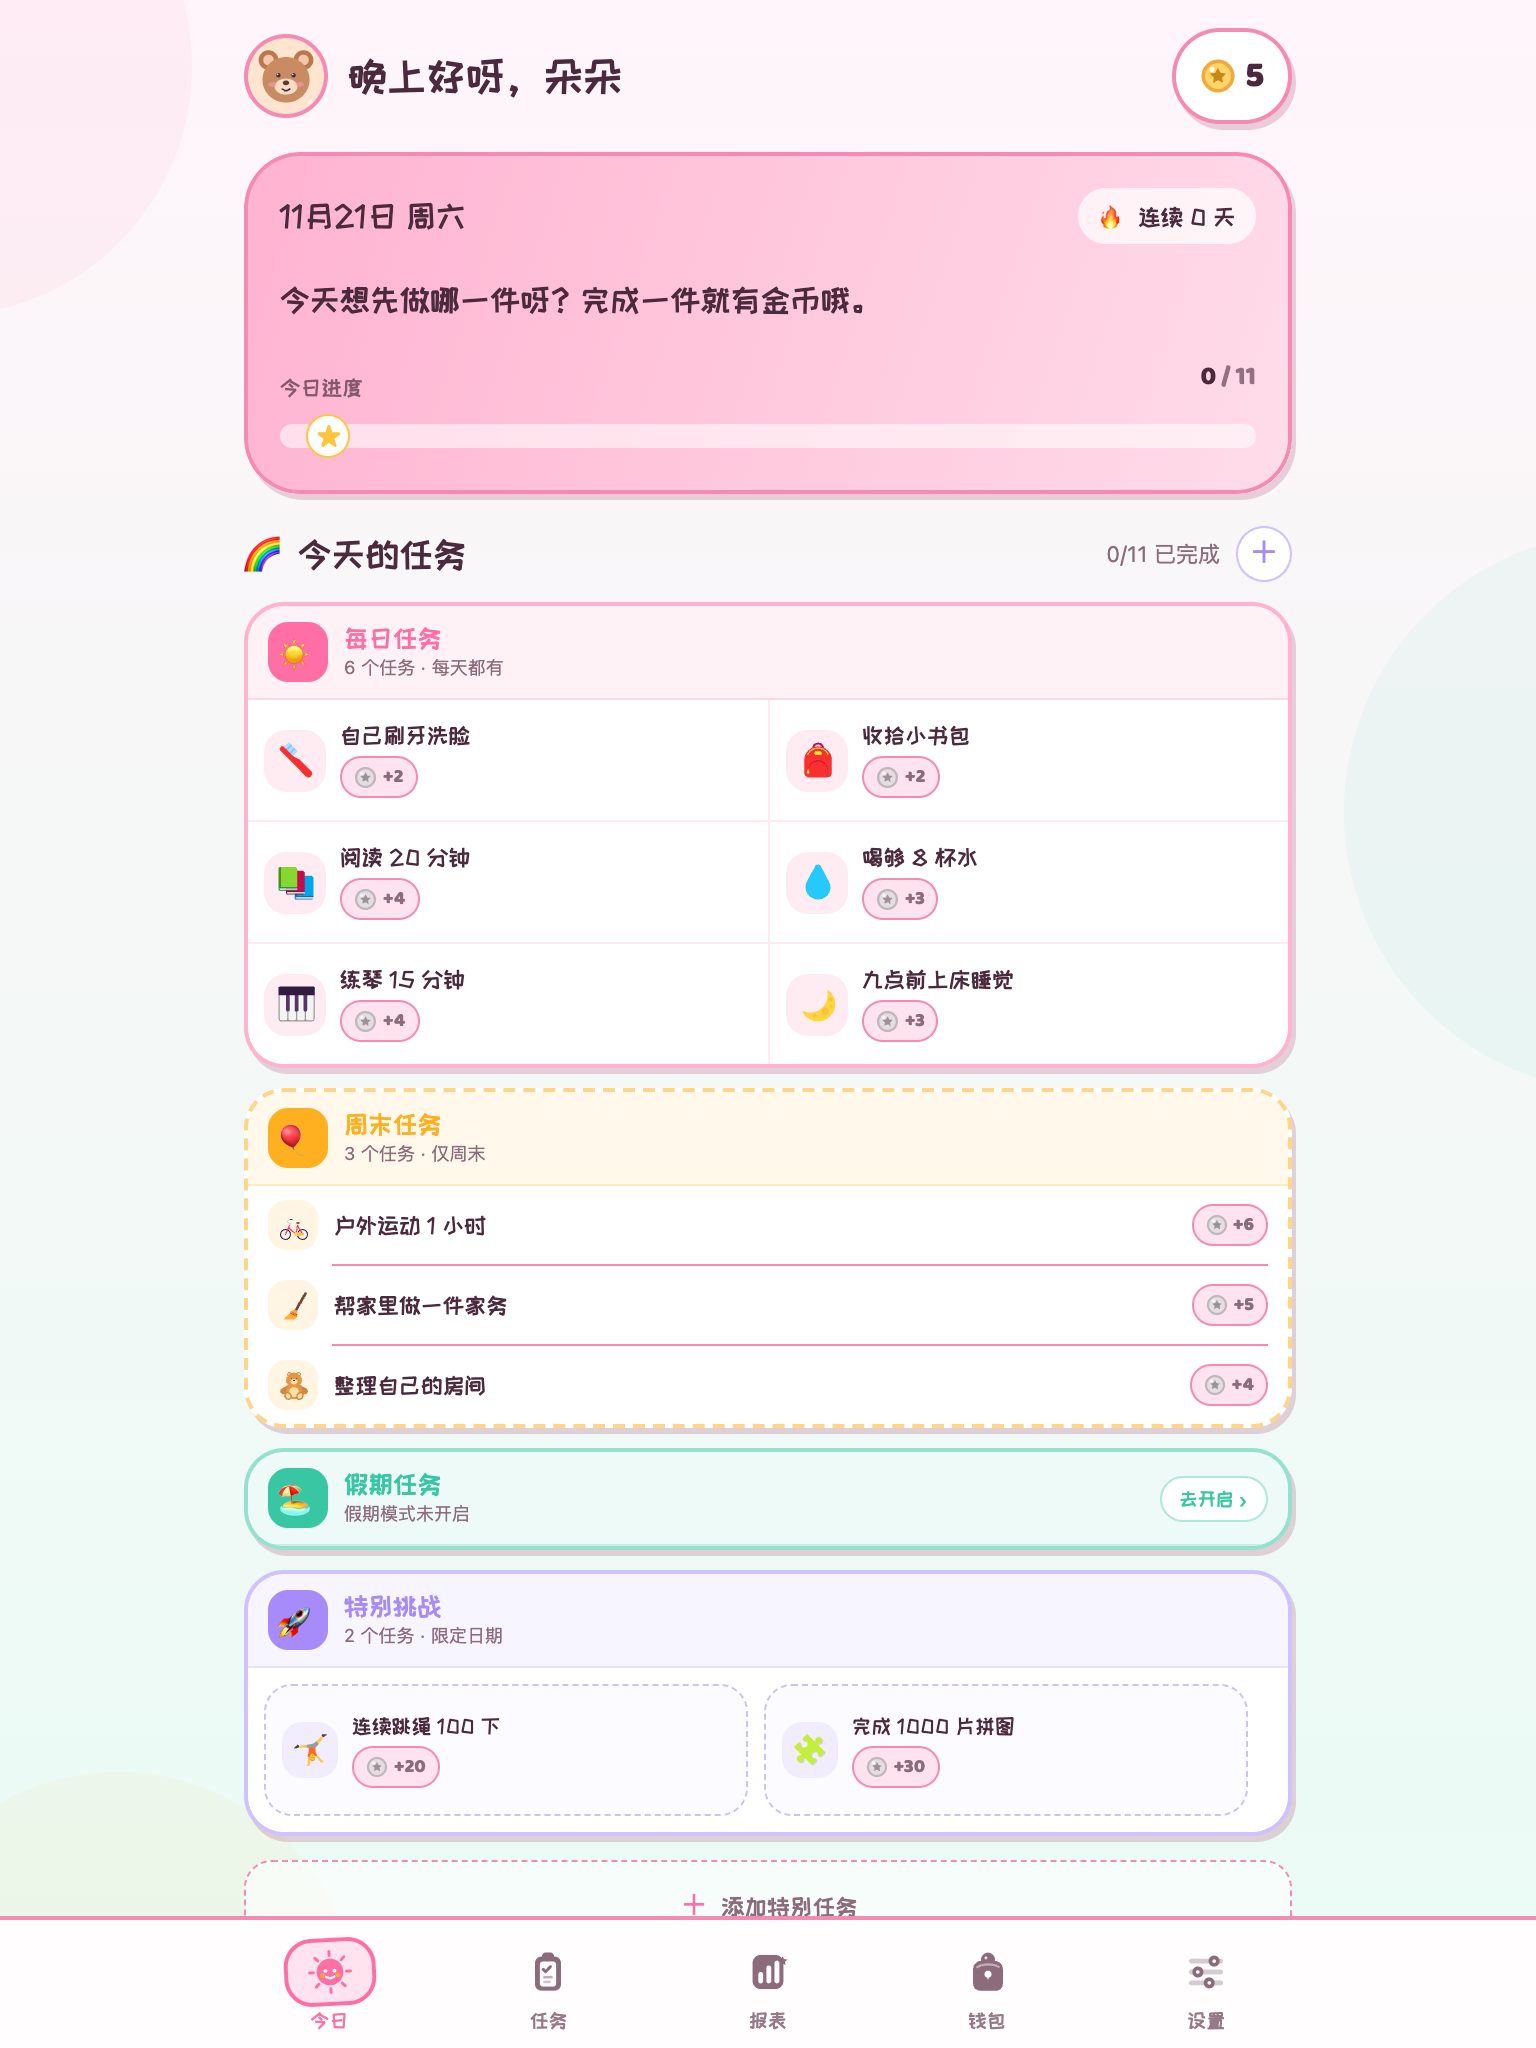 晚上好呀，朵朵
5
11月21日 周六
连续 0 天
今天想先做哪一件呀？完成一件就有金币哦。
今日进度
0/11
今天的任务
0/11 已完成
每日任务
6 个任务 · 每天都有
自己刷牙洗脸
+2
收拾小书包
+2
阅读 20 分钟
+4
喝够 8 杯水
+3
练琴 15 分钟
+4
九点前上床睡觉
+3
周末任务
3 个任务 · 仅周末
户外运动 1 小时
+6
帮家里做一件家务
+5
整理自己的房间
+4
假期任务
假期模式未开启
去开启 ›
特别挑战
2 个任务 · 限定日期
连续跳绳 100 下
+20
完成 1000 片拼图
+30
添加特别任务
今日
任务
报表
钱包
设置